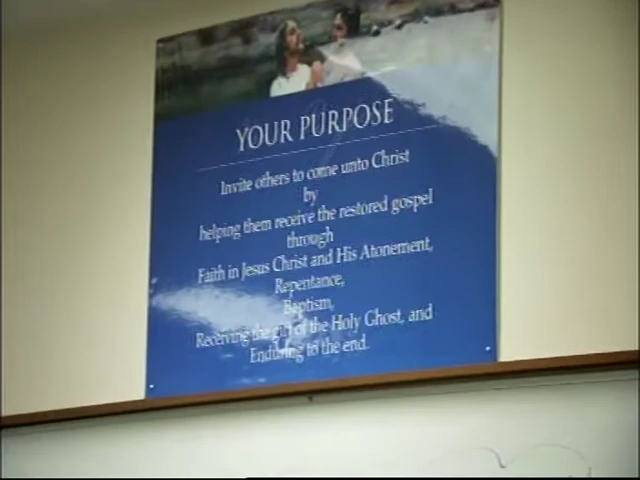 YOUR PURPOSE
Invite others to come unto Christ
by
helping them receive the restored gospel
through
Faith in Jesus Christ and His Atonement,
Repentance,
Baptism,
Receiving the gift of the Holy Ghost, and
Enduring to the end.